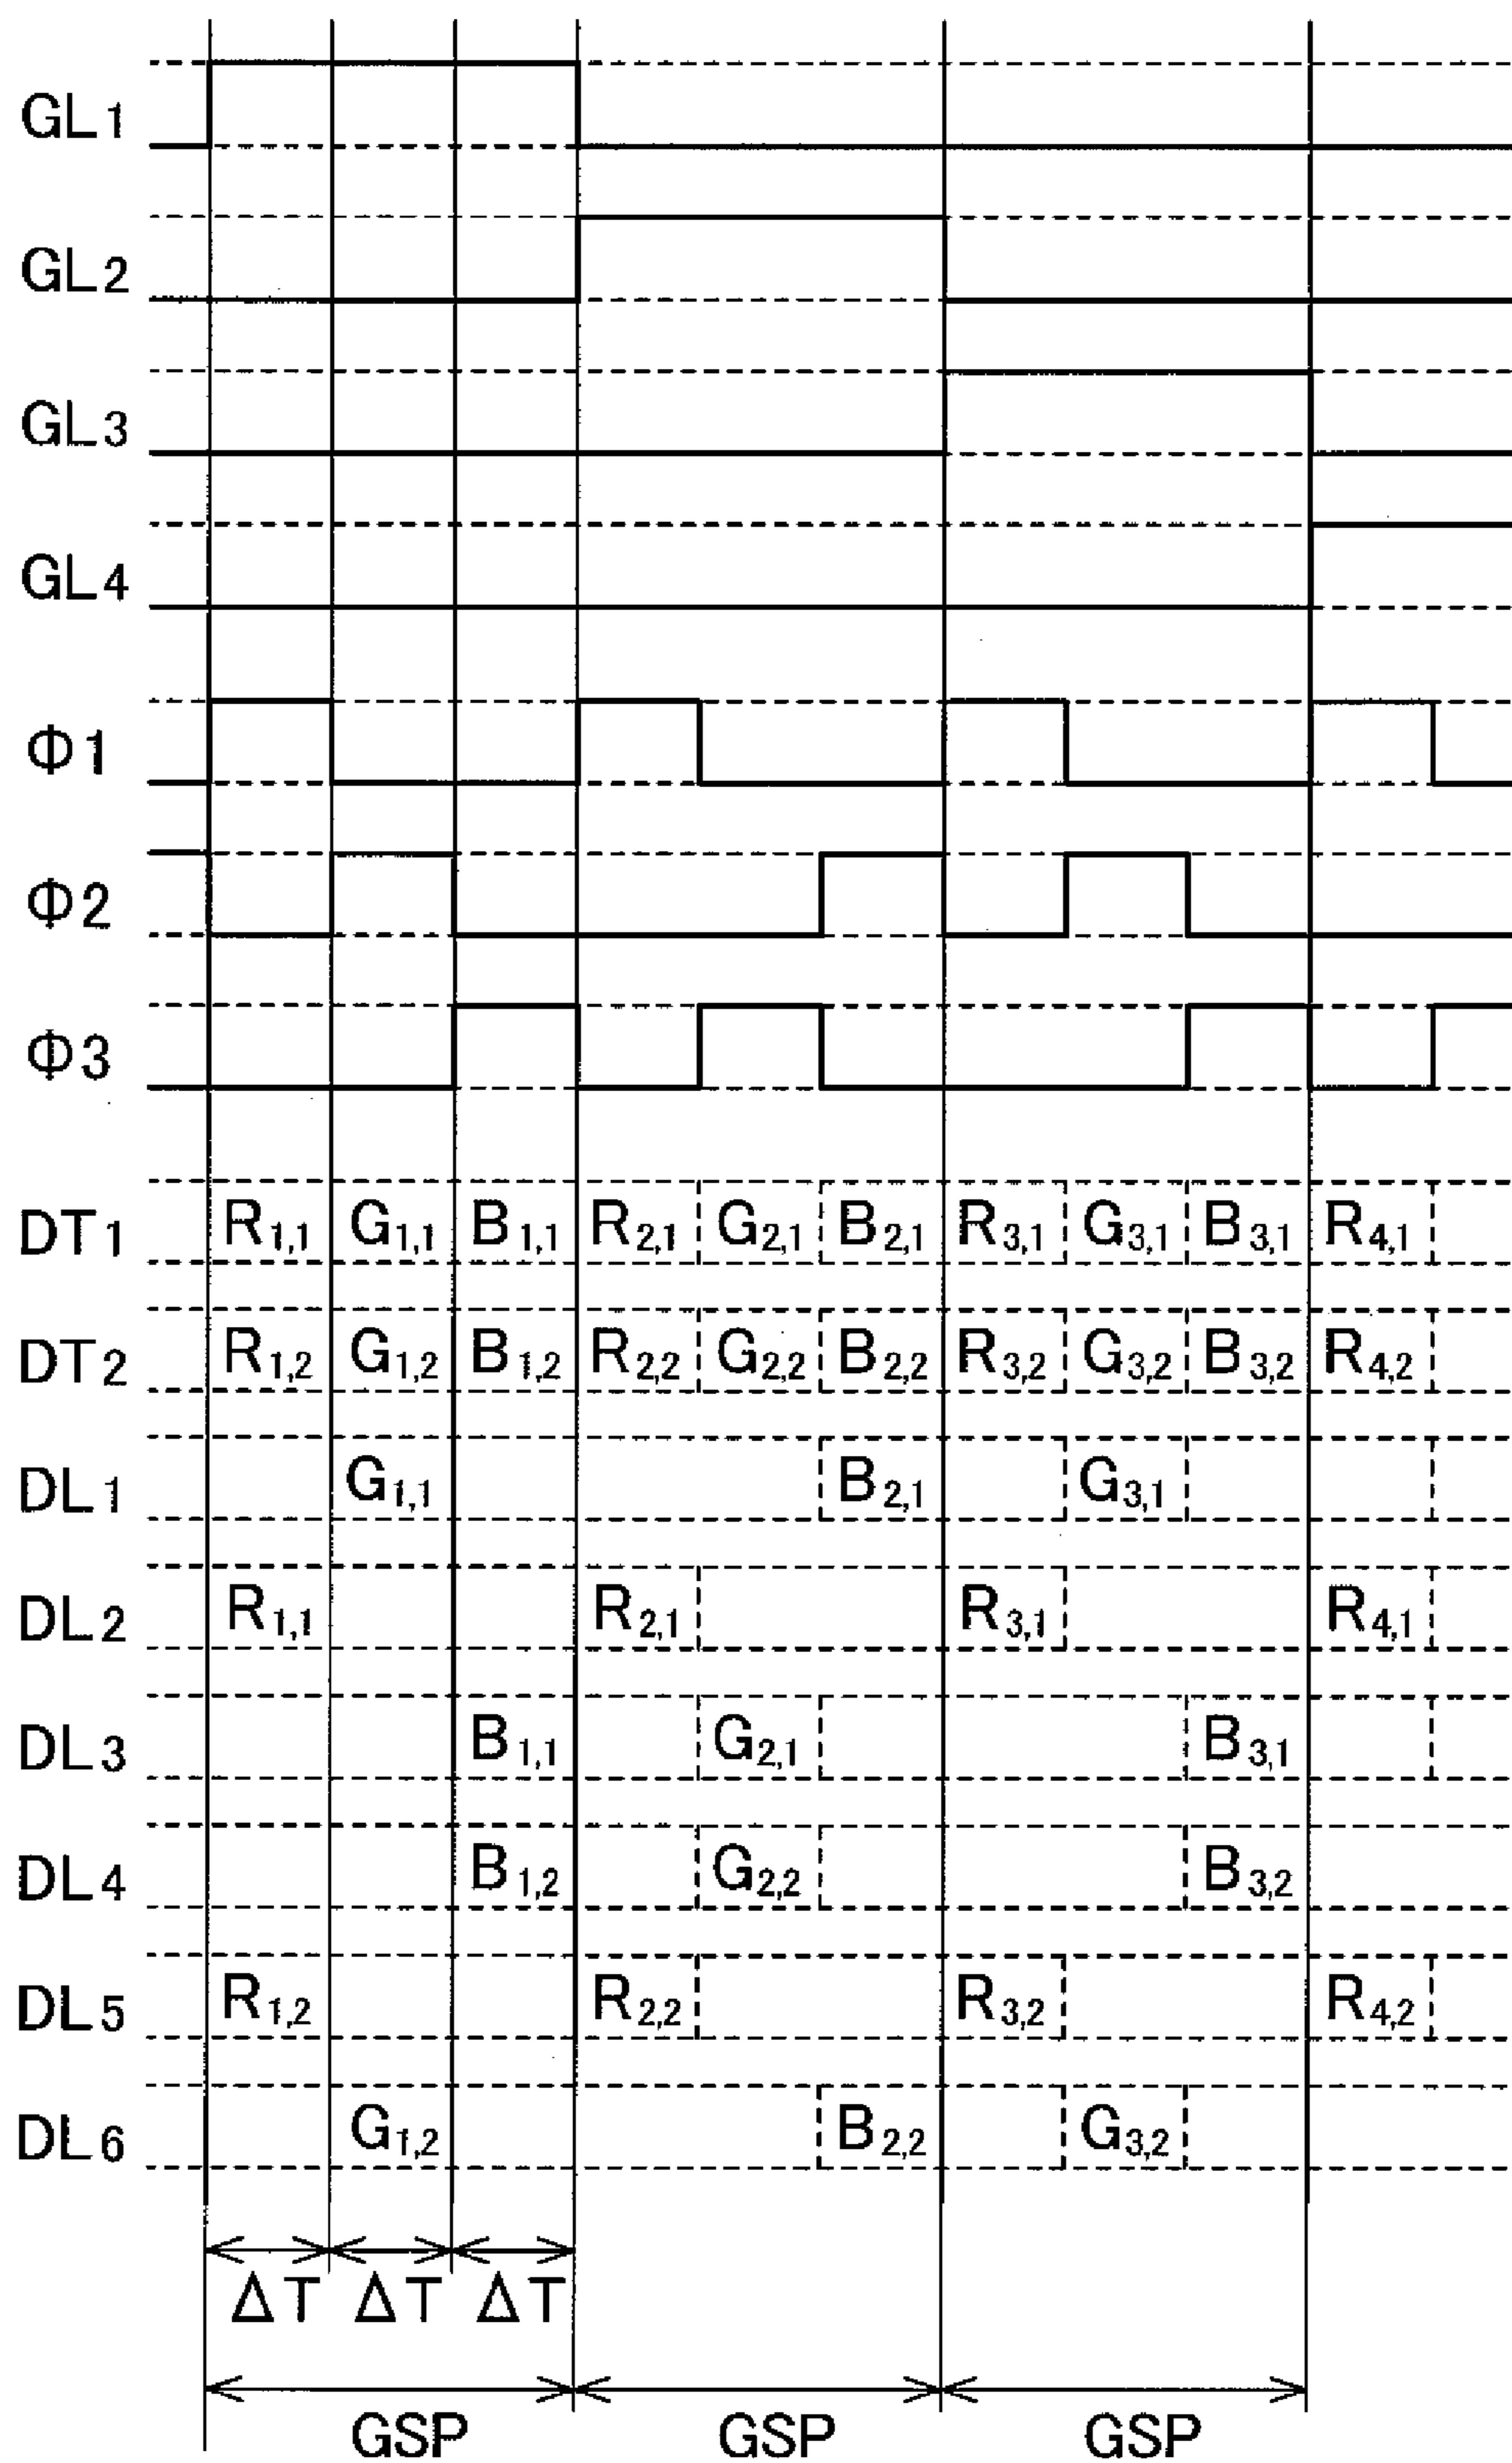 GL1
GL2
GL3
GL4
Φ1
Φ2
Φ3
DT1 R1,1 G1,1 B1,1 R2,1 G2,1 B2,1 R3,1 G3,1 B3,1 R4,1
DT2 R1,2 G1,2 B1,2 R2,2 G2,2 B2,2 R3,2 G3,2 B3,2 R4,2
DL1 G1,1 B2,1 G3,1
DL2 R1,1 R2,1 R3,1 R4,1
DL3 B1,1 G2,1 B3,1
DL4 B1,2 G2,2 B3,2
DL5 R1,2 R2,2 R3,2 R4,2
DL6 G1,2 B2,2 G3,2
ΔT ΔT ΔT
GSP GSP GSP